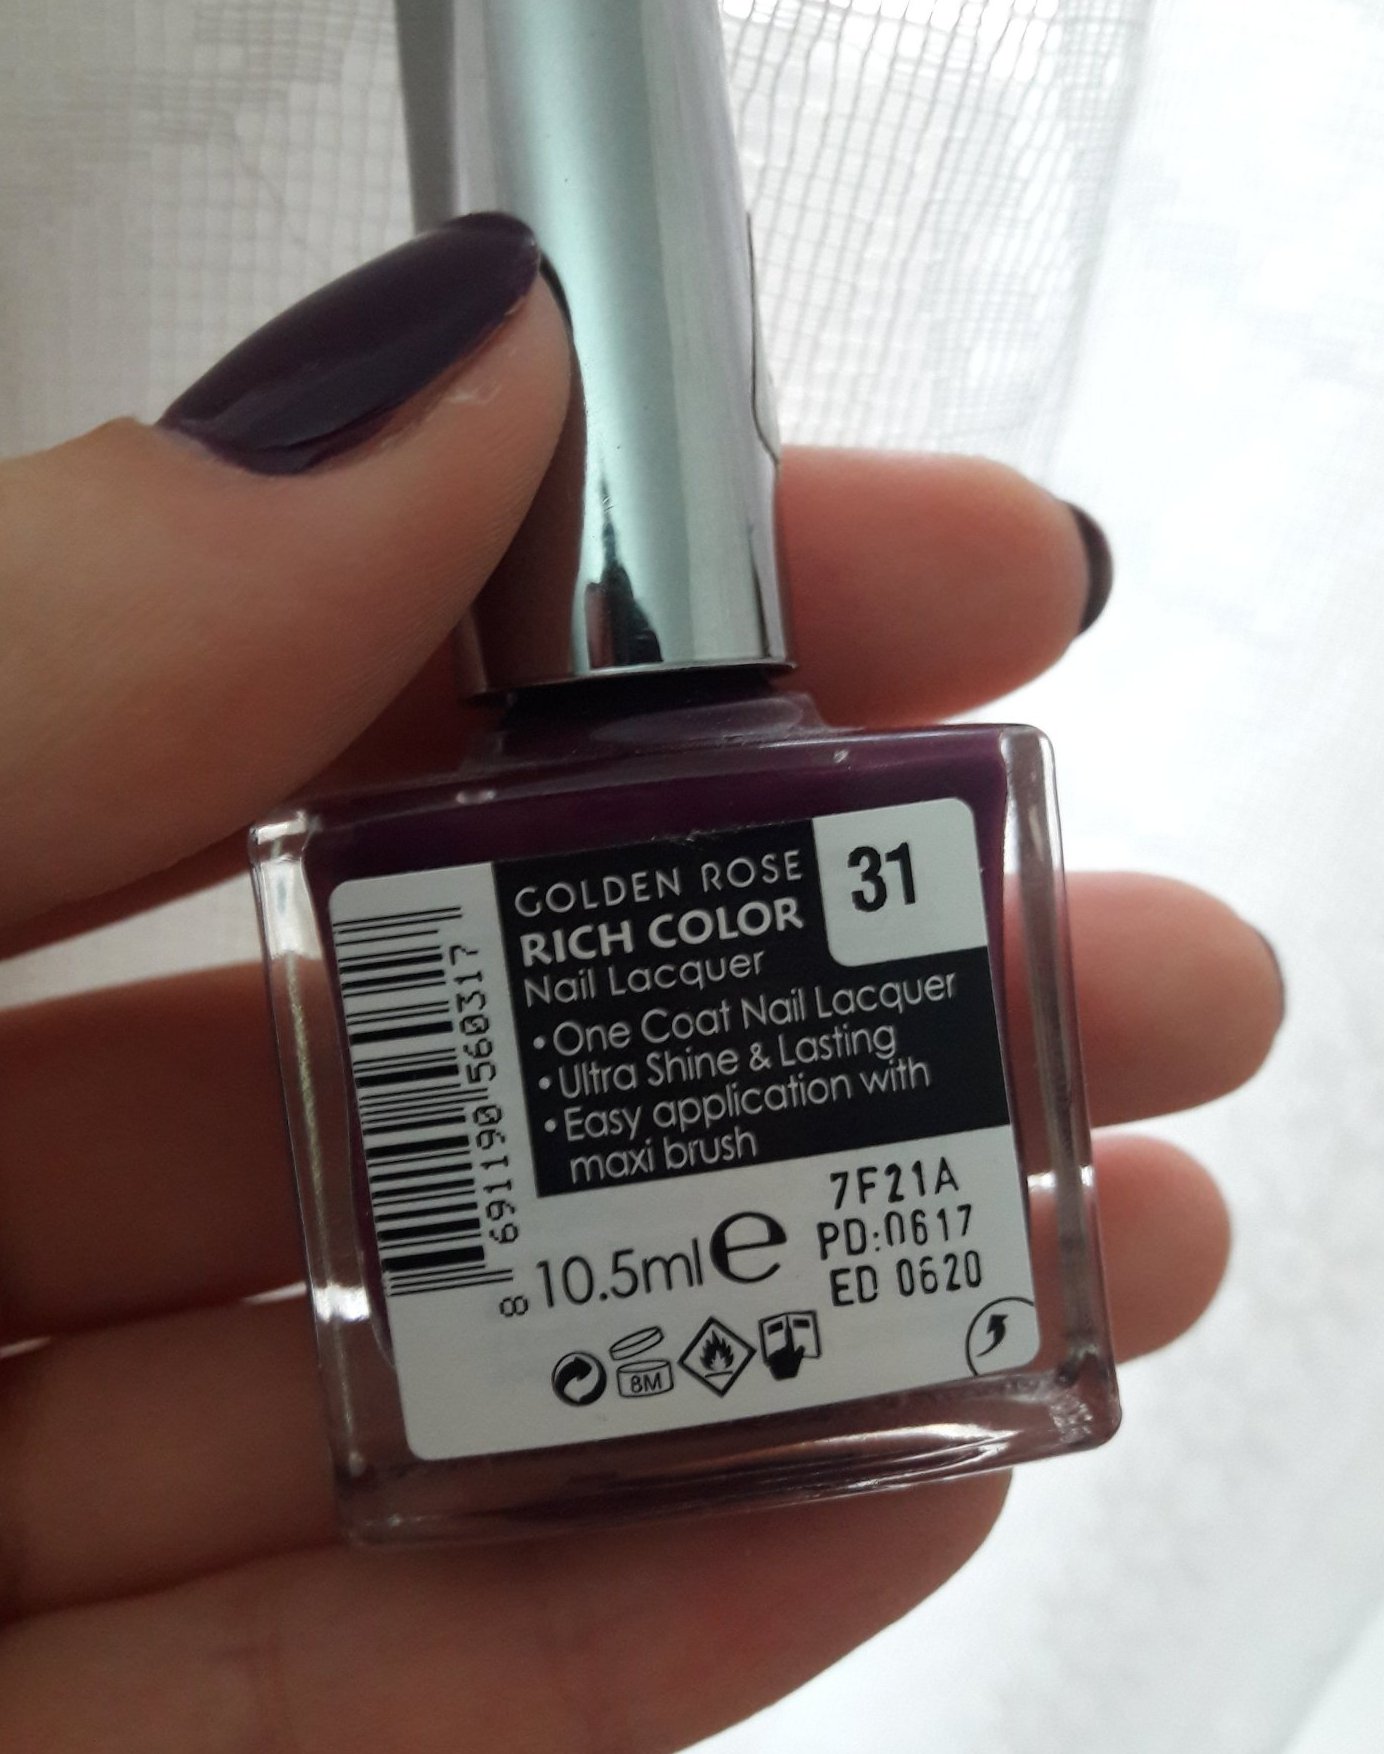 GOLDEN ROSE
RICH COLOR
Nail Lacquer
31
•One Coat Nail Lacquer
•Ultra Shine & Lasting
•Easy application with
maxi brush
8 691190 560317
7F21A
PD:0617
ED 0620
10.5ml e
8M